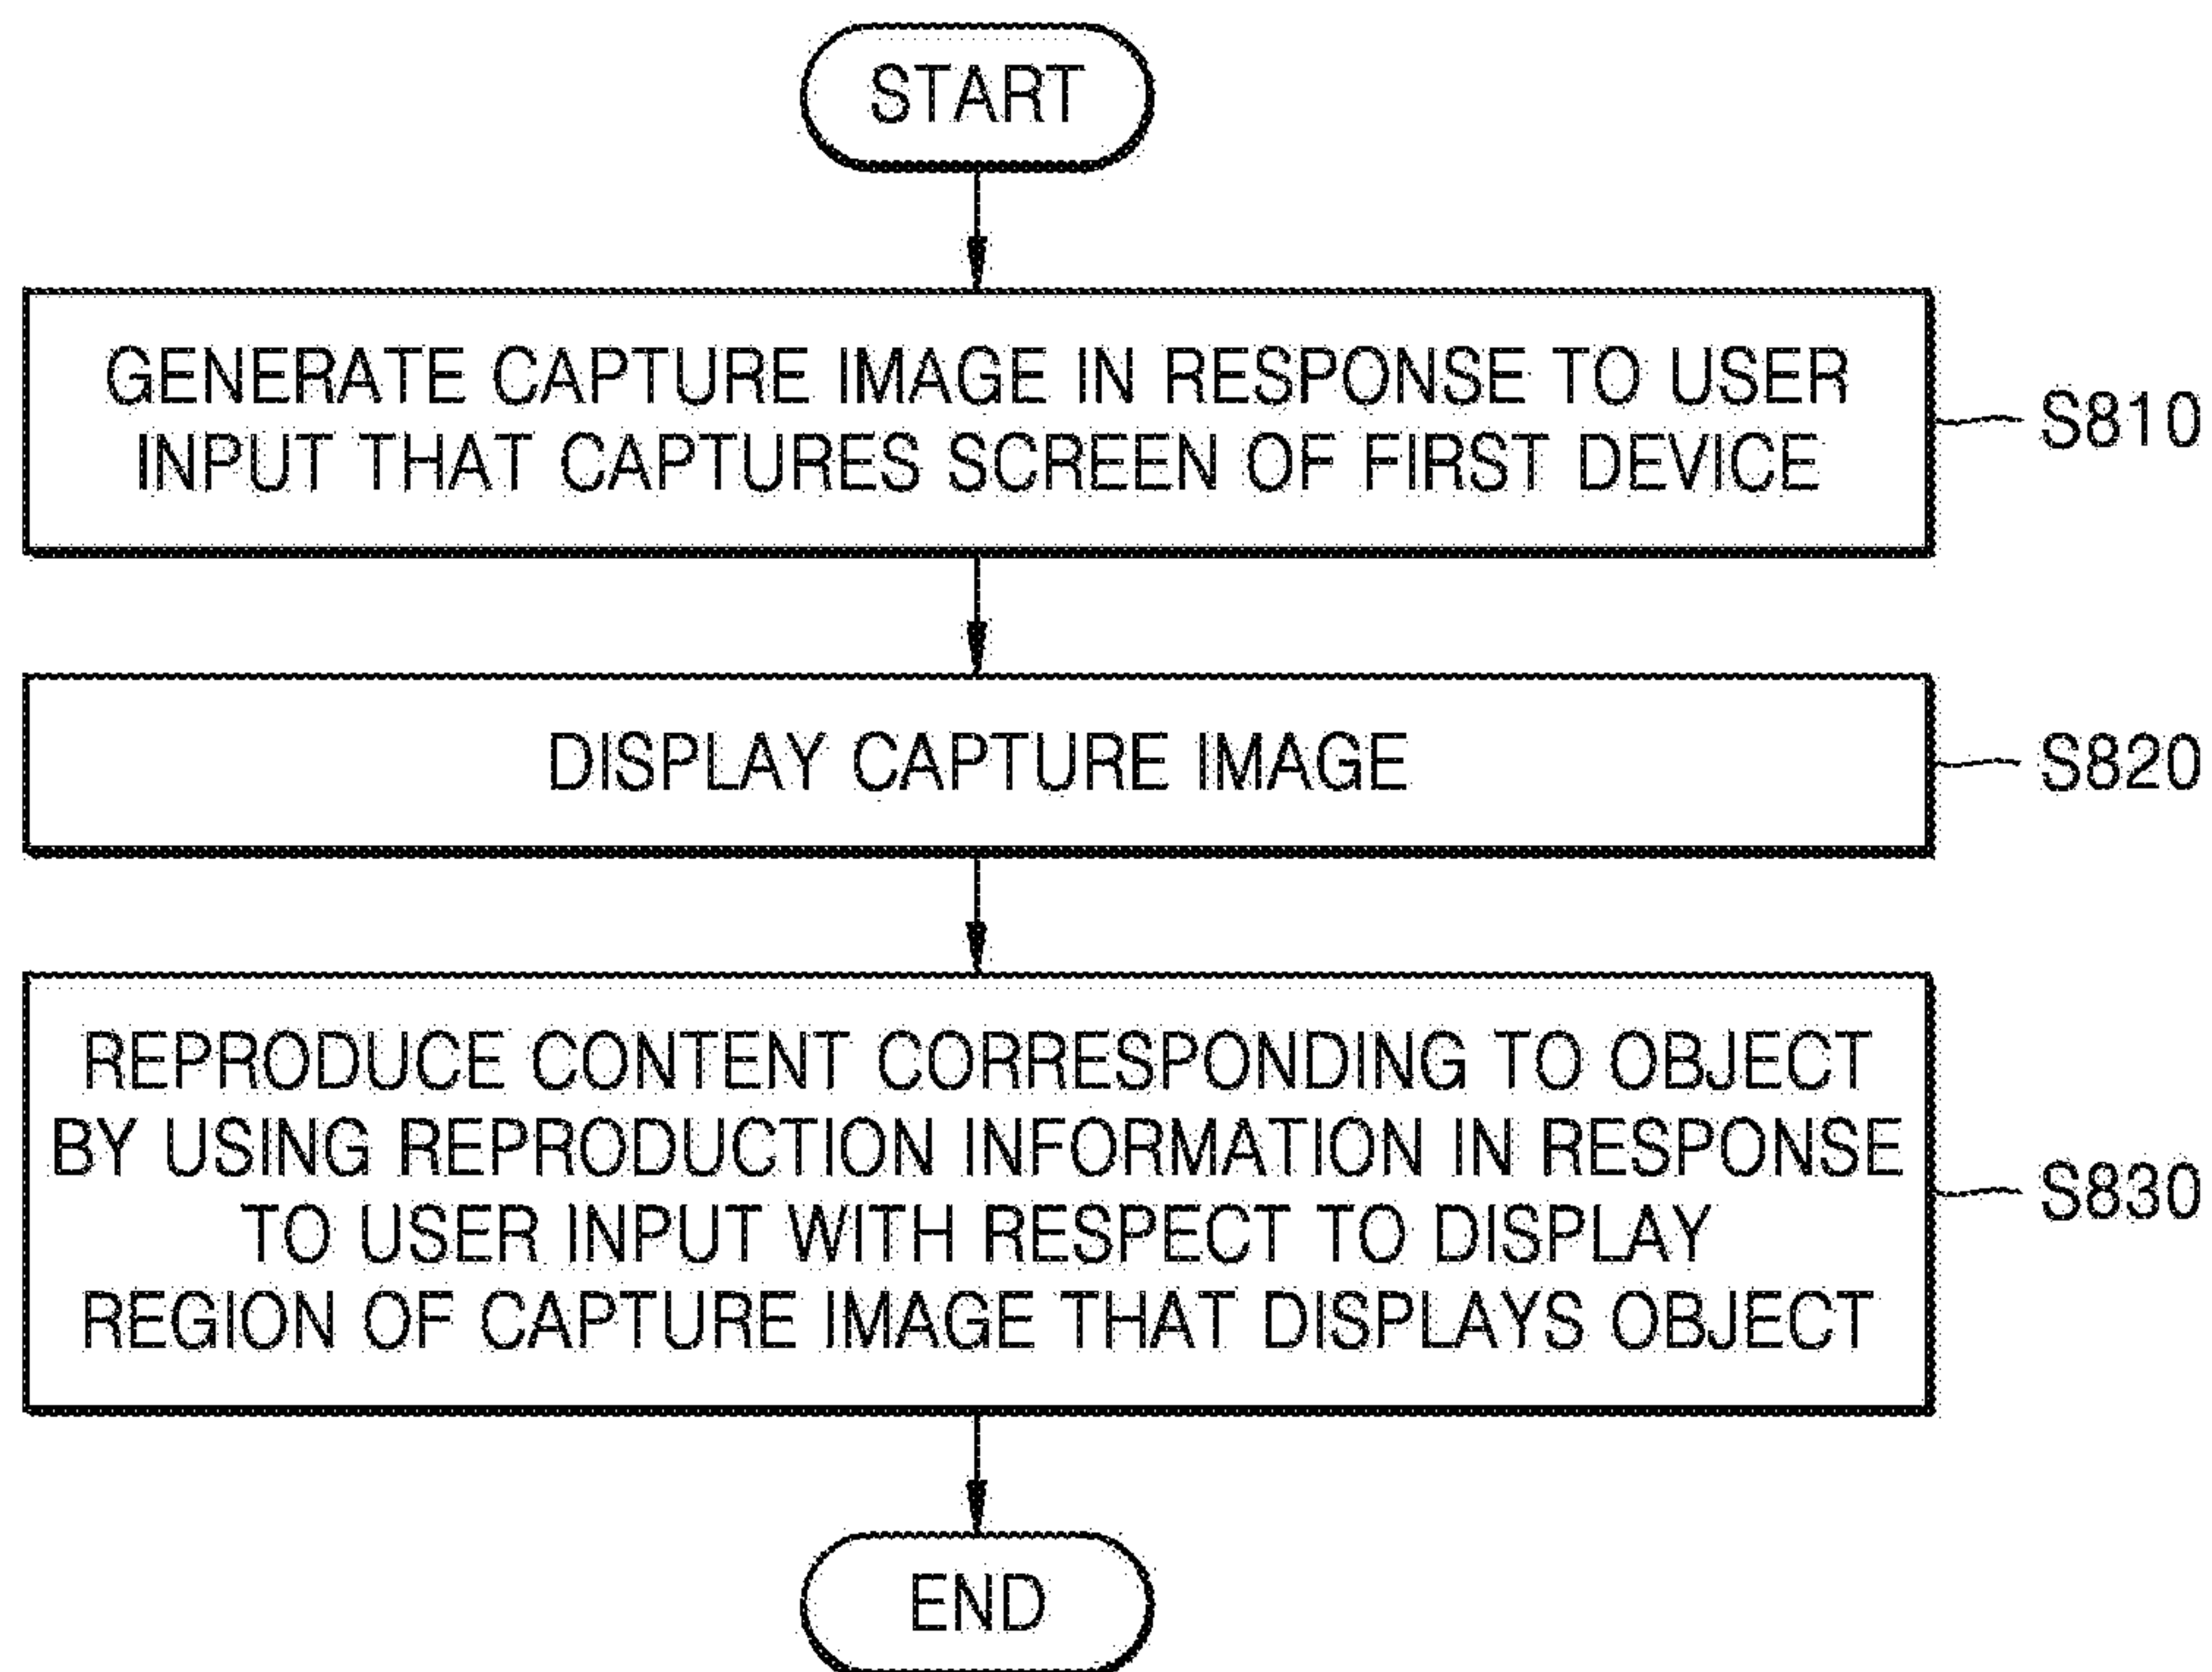 START
GENERATE CAPTURE IMAGE IN RESPONSE TO USER
INPUT THAT CAPTURES SCREEN OF FIRST DEVICE
S810
DISPLAY CAPTURE IMAGE
S820
REPRODUCE CONTENT CORRESPONDING TO OBJECT
BY USING REPRODUCTION INFORMATION IN RESPONSE
TO USER INPUT WITH RESPECT TO DISPLAY
REGION OF CAPTURE IMAGE THAT DISPLAYS OBJECT
S830
END